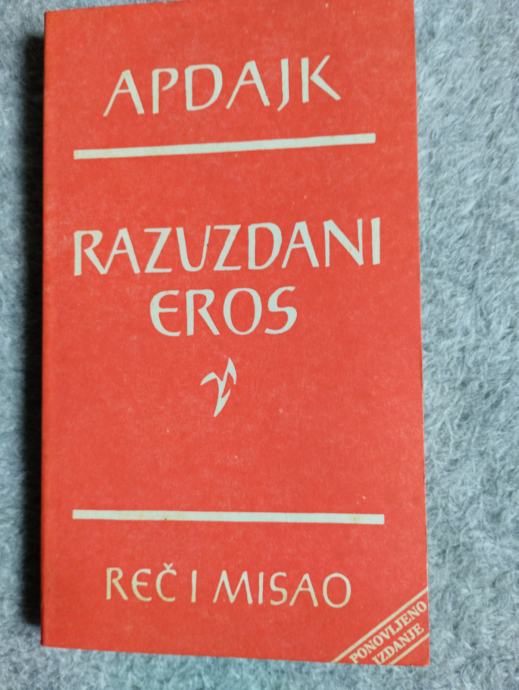 APDAJK
RAZUZDANI
EROS
REČ I MISAO
PONOVLJENO
IZDANJE